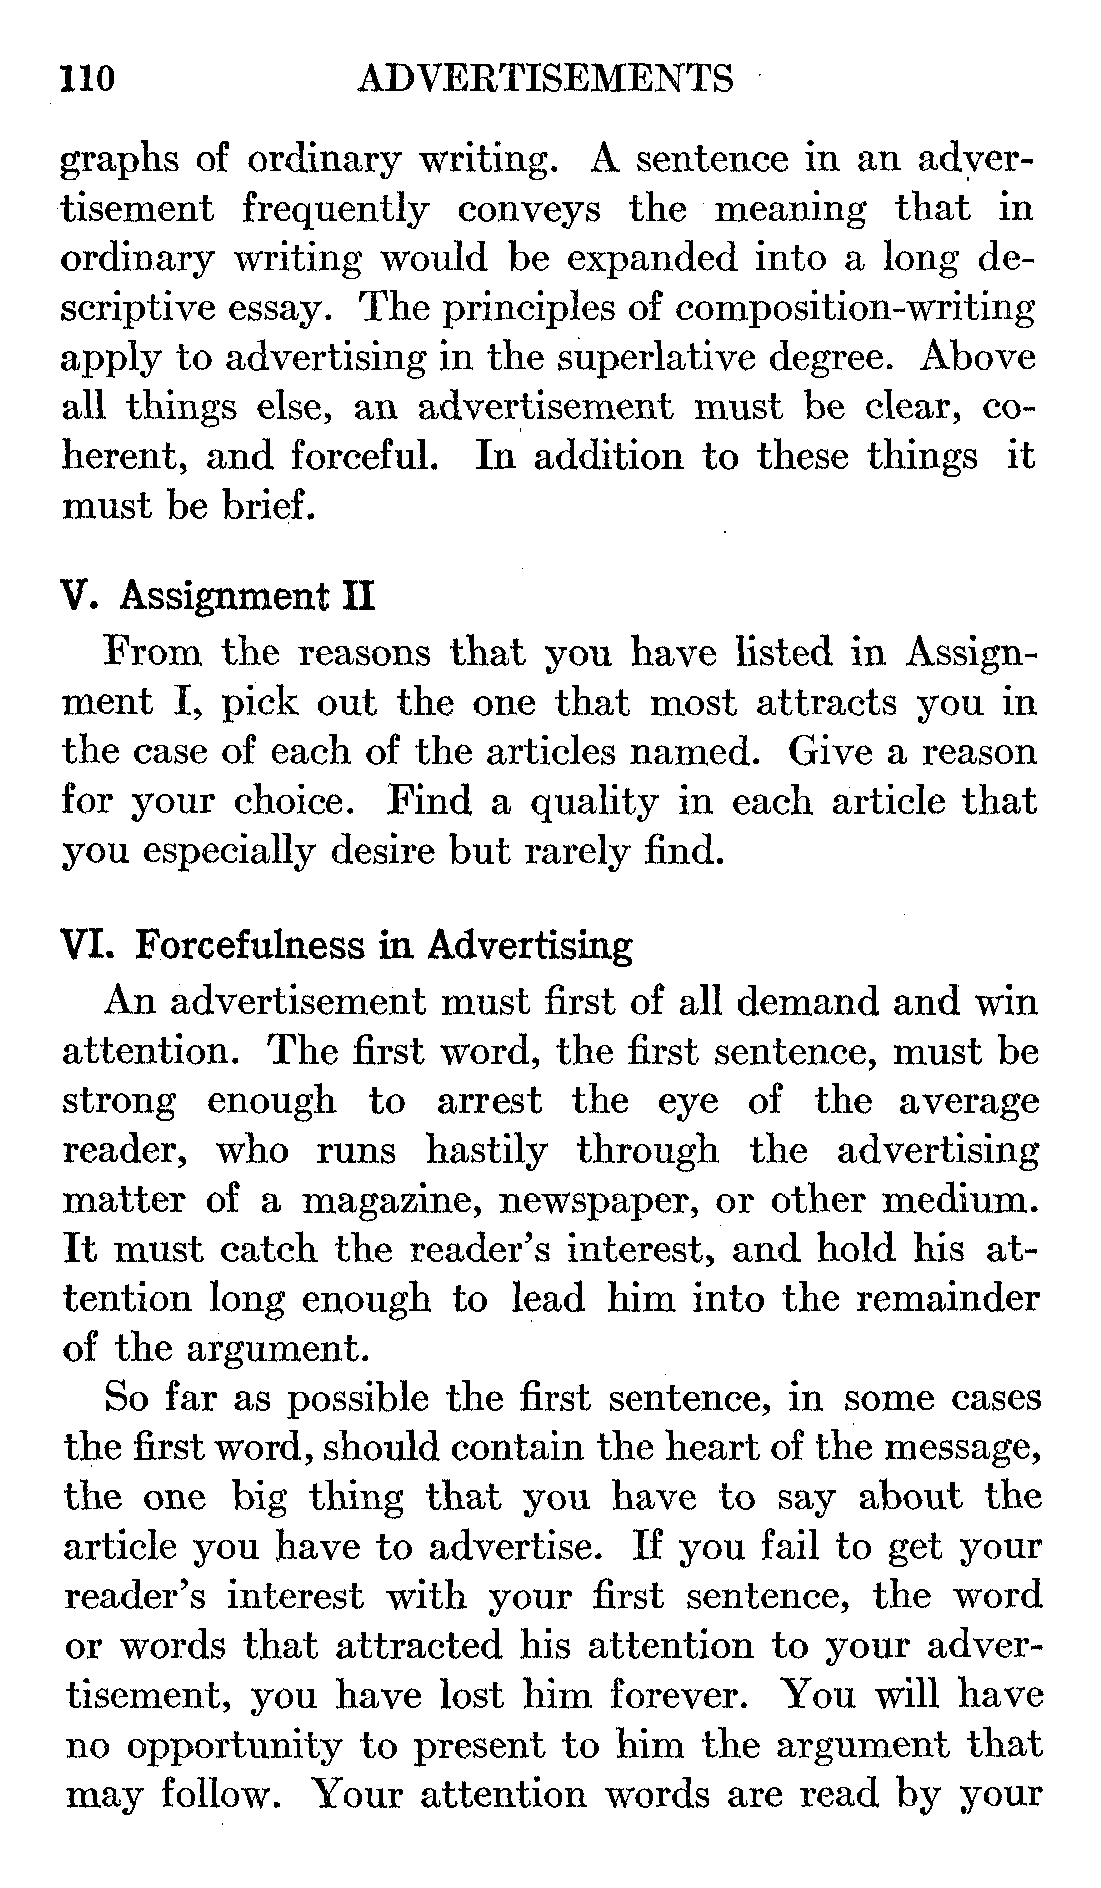 110 ADVERTISEMENTS
graphs of ordinary writing. A sentence in an adver-
tisement frequently conveys the meaning that in
ordinary writing would be expanded into a long de-
scriptive essay. The principles of composition-writing
apply to advertising in the superlative degree. Above
all things else, an advertisement must be clear, co-
herent, and forceful. In addition to these things it
must be brief.
V. Assignment II
From the reasons that you have listed in Assign-
ment I, pick out the one that most attracts you in
the case of each of the articles named. Give a reason
for your choice. Find a quality in each article that
you especially desire but rarely find.
VI. Forcefulness in Advertising
An advertisement must first of all demand and win
attention. The first word, the first sentence, must be
strong enough to arrest the eye of the average
reader, who runs hastily through the advertising
matter of a magazine, newspaper, or other medium.
It must catch the reader's interest, and hold his at-
tention long enough to lead him into the remainder
of the argument.
So far as possible the first sentence, in some cases
the first word, should contain the heart of the message,
the one big thing that you have to say about the
article you have to advertise. If you fail to get your
reader's interest with your first sentence, the word
or words that attracted his attention to your adver-
tisement, you have lost him forever. You will have
no opportunity to present to him the argument that
may follow. Your attention words are read by your